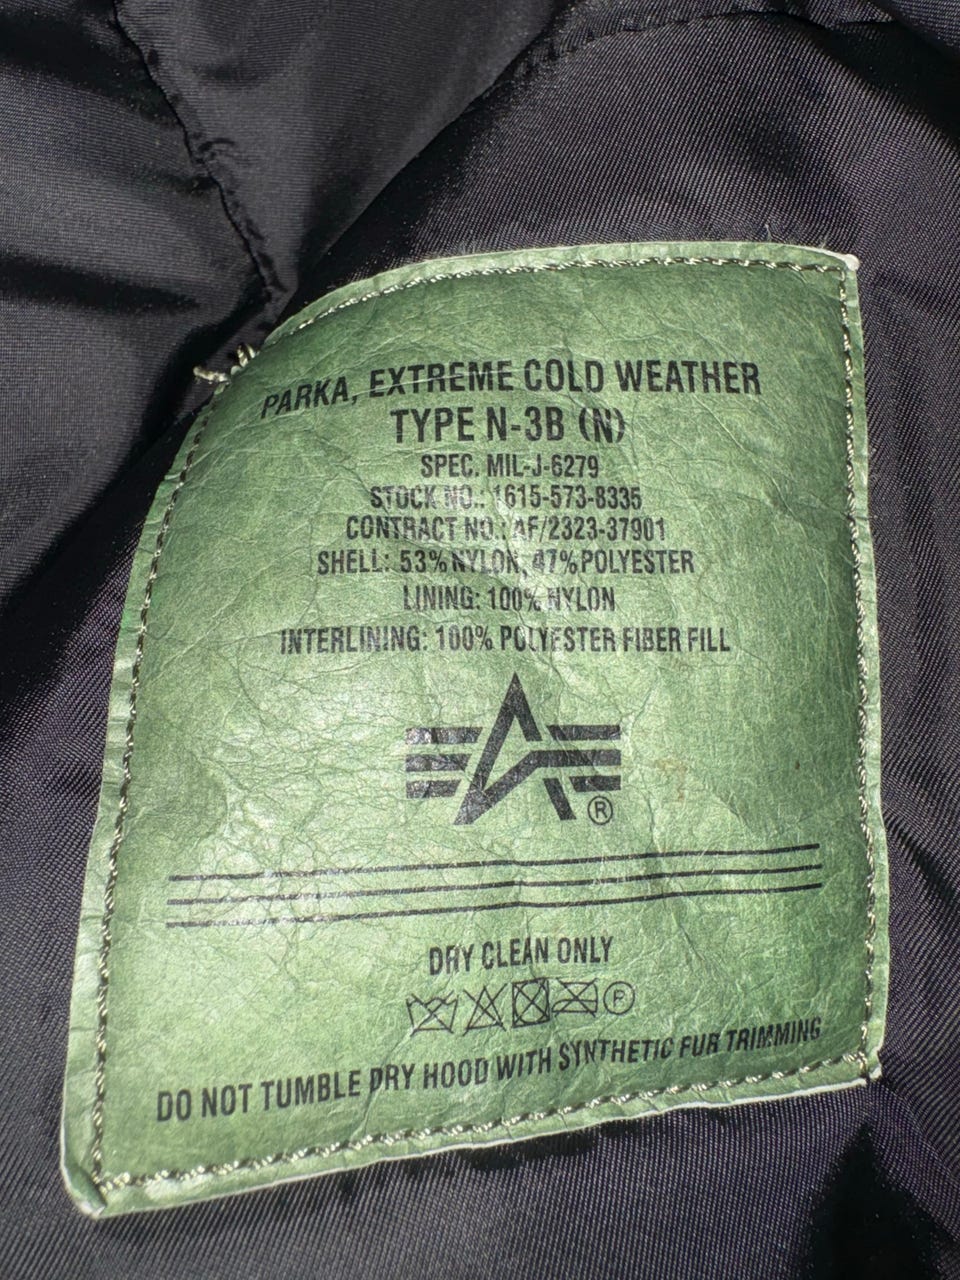 PARKA, EXTREME COLD WEATHER
TYPE N-3B (N)
SPEC. MIL-J-6279
STOCK NO.: 1615-573-8335
CONTRACT NO.: AF/2323-37901
SHELL: 53% NYLON, 47% POLYESTER
LINING: 100% NYLON
INTERLINING: 100% POLYESTER FIBER FILL
®
DRY CLEAN ONLY
F
DO NOT TUMBLE DRY HOOD WITH SYNTHETIC FUR TRIMMING